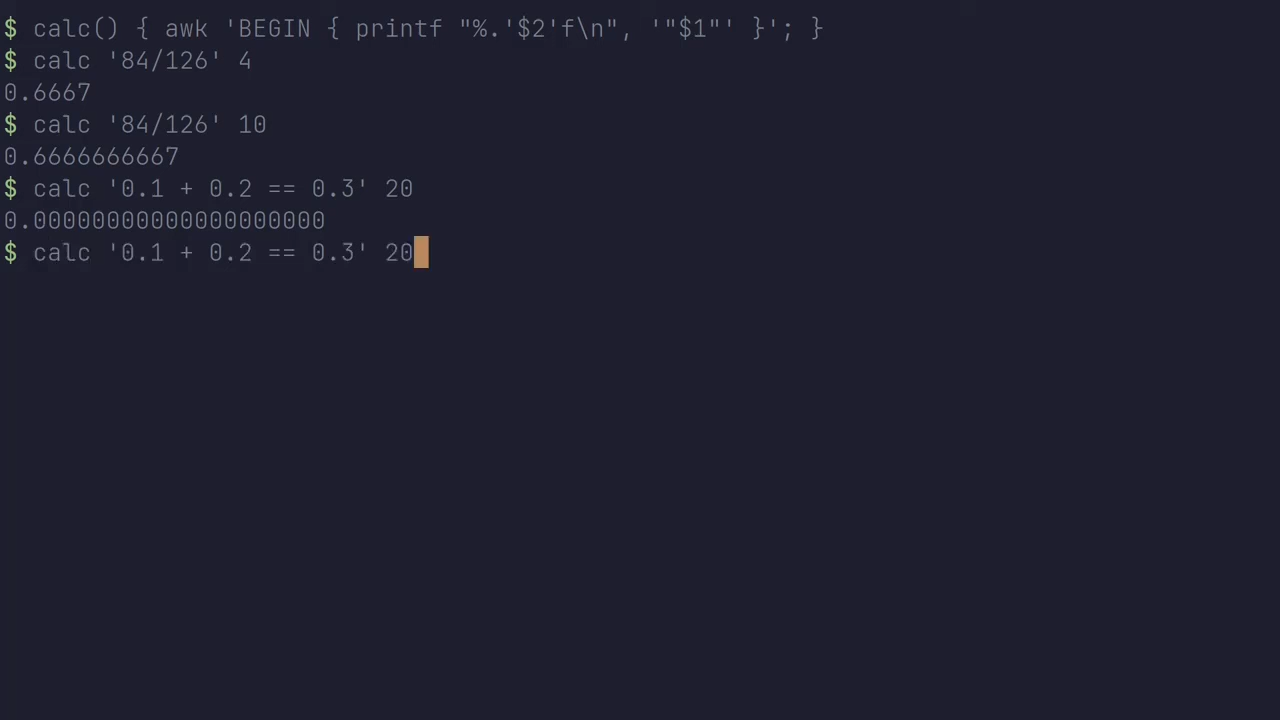 $ calc() { awk 'BEGIN { printf "%.'$2'f\n", '"$1"' }'; }
$ calc '84/126' 4
0.6667
$ calc '84/126' 10
0.6666666667
$ calc '0.1 + 0.2 == 0.3' 20
0.00000000000000000000
$ calc '0.1 + 0.2 == 0.3' 20